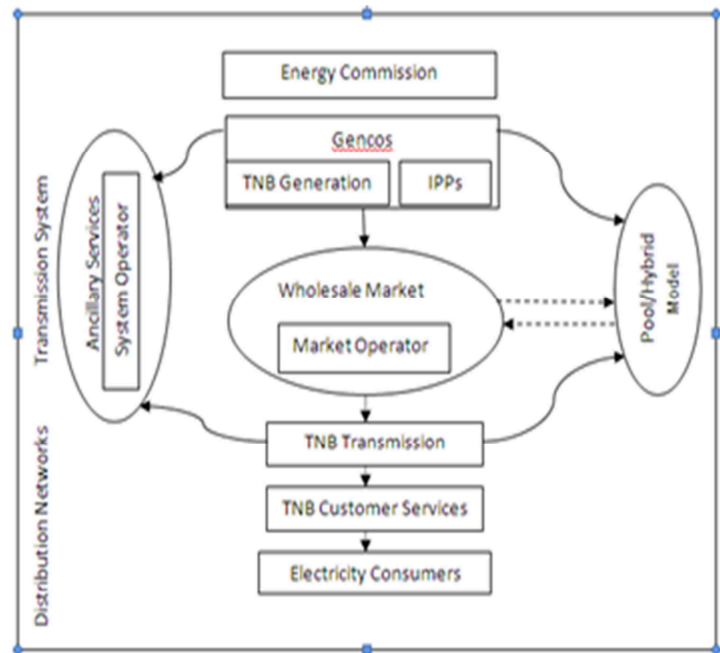 Energy Commission
Gencos
TNB Generation
IPPs
Transmission System
Ancillary Services
System Operator
Wholesale Market
Market Operator
Pool/Hybrid
Model
TNB Transmission
Distribution Networks
TNB Customer Services
Electricity Consumers